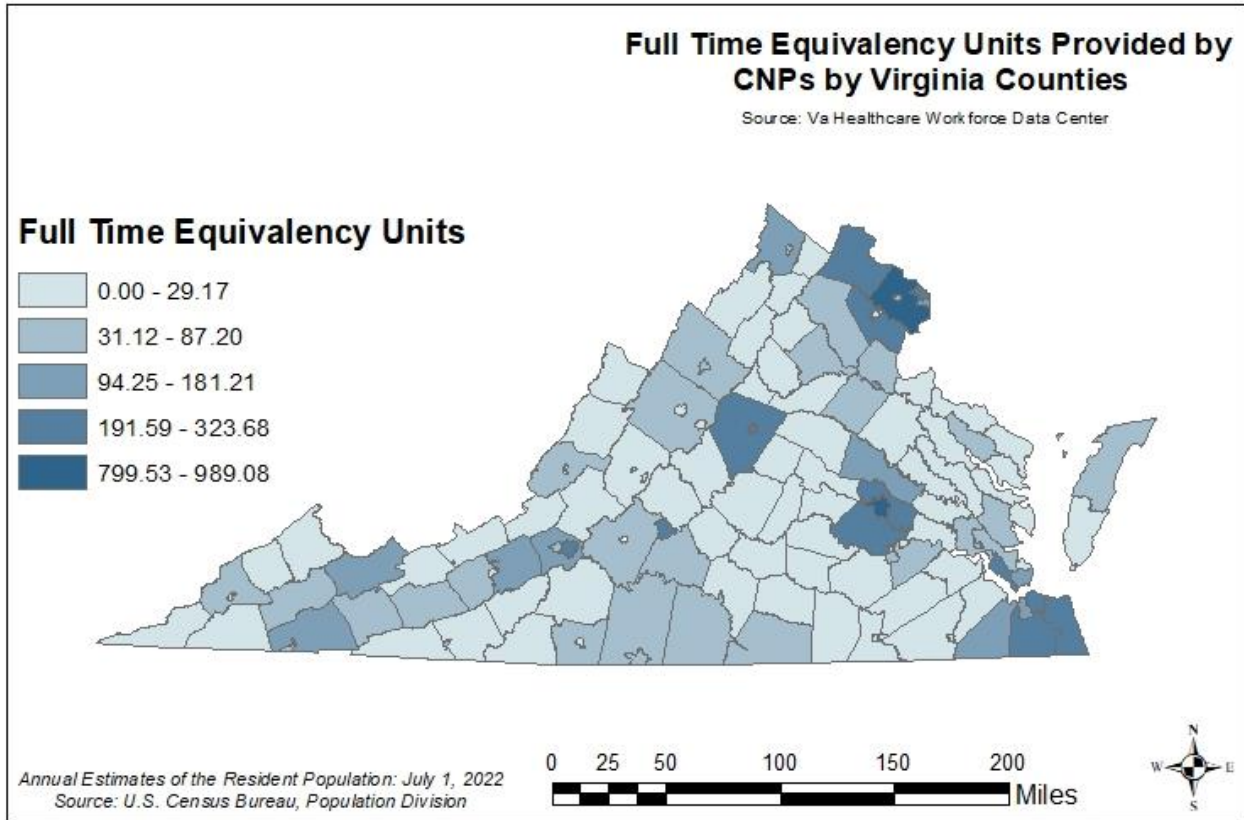 Full Time Equivalency Units Provided by
CNPs by Virginia Counties
Source: Va Healthcare Workforce Data Center
Full Time Equivalency Units
0.00 - 29.17
31.12 - 87.20
94.25 - 181.21
191.59 - 323.68
799.53 - 989.08
Annual Estimates of the Resident Population: July 1, 2022
Source: U.S. Census Bureau, Population Division
0 25 50 100 150 200
Miles
N
W E
S